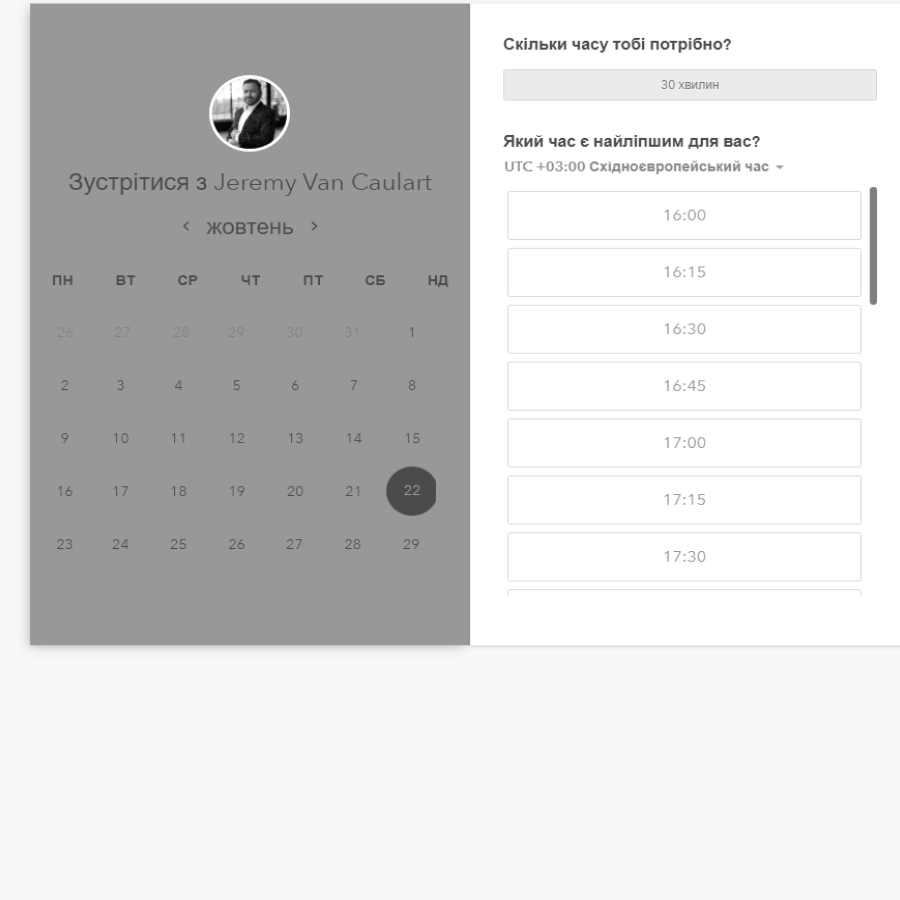 Зустрітися з Jeremy Van Caulart
жовтень
ПН ВТ СР ЧТ ПТ СБ НД
26 27 28 29 30 31 1
2 3 4 5 6 7 8
9 10 11 12 13 14 15
16 17 18 19 20 21 22
23 24 25 26 27 28 29
Скільки часу тобі потрібно?
30 хвилин
Який час є найліпшим для вас?
UTC +03:00 Східноєвропейський час
16:00
16:15
16:30
16:45
17:00
17:15
17:30